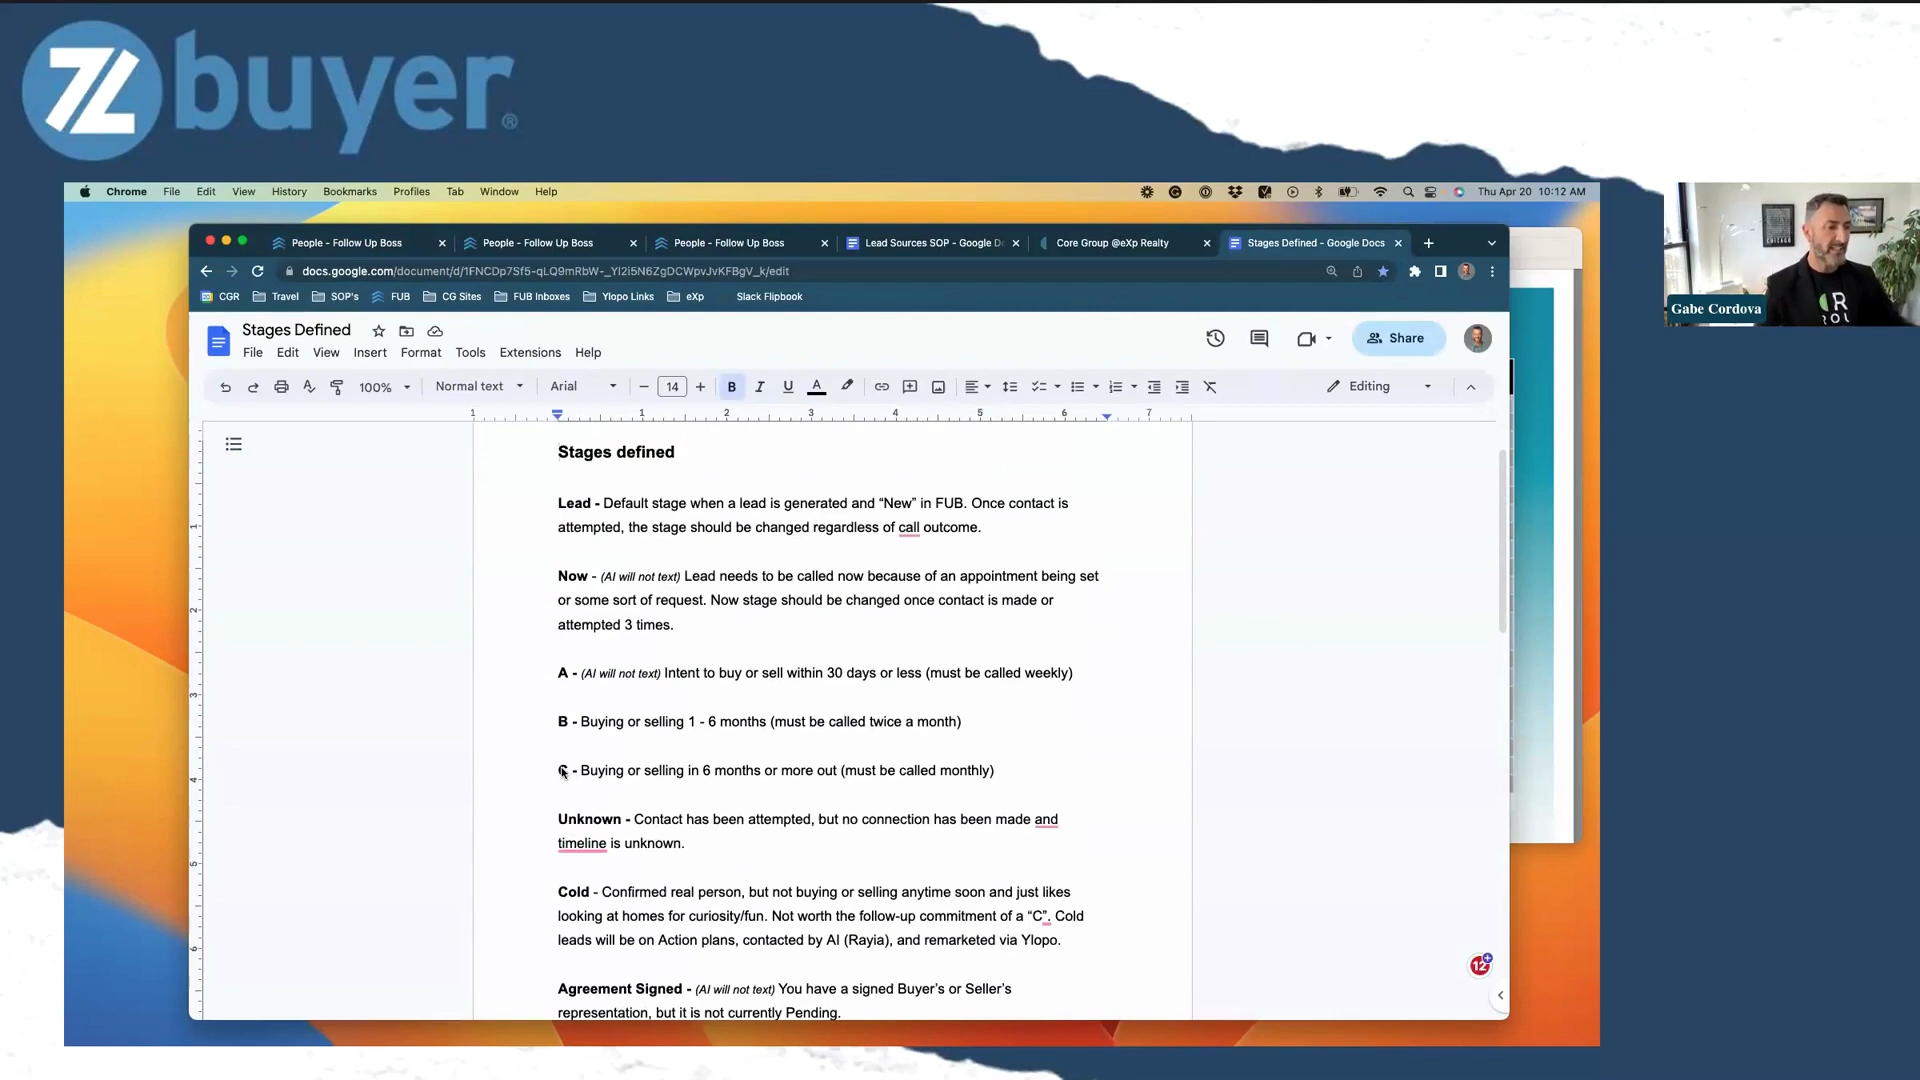 Zbuyer®
Chrome File Edit View History Bookmarks Profiles Tab Window Help Thu Apr 20 10:12 AM
People - Follow Up Boss People - Follow Up Boss People - Follow Up Boss Lead Sources SOP - Google Do Core Group @eXp Realty Stages Defined - Google Docs
docs.google.com/document/d/1FNCDp7Sf5-qLQ9mRbW-_Yl2i5N6ZgDCWpvJvKFBgV_k/edit
CGR Travel SOP's FUB CG Sites FUB Inboxes Ylopo Links eXp Slack Flipbook
Gabe Cordova
Stages Defined
Share
File Edit View Insert Format Tools Extensions Help
100% Normal text Arial 14 B I U A Editing
1 1 2 3 4 5 6 7
Stages defined
Lead - Default stage when a lead is generated and “New” in FUB. Once contact is
attempted, the stage should be changed regardless of call outcome.
Now - (AI will not text) Lead needs to be called now because of an appointment being set
or some sort of request. Now stage should be changed once contact is made or
attempted 3 times.
A - (AI will not text) Intent to buy or sell within 30 days or less (must be called weekly)
B - Buying or selling 1 - 6 months (must be called twice a month)
C - Buying or selling in 6 months or more out (must be called monthly)
Unknown - Contact has been attempted, but no connection has been made and
timeline is unknown.
Cold - Confirmed real person, but not buying or selling anytime soon and just likes
looking at homes for curiosity/fun. Not worth the follow-up commitment of a “C”. Cold
leads will be on Action plans, contacted by AI (Rayia), and remarketed via Ylopo.
12
Agreement Signed - (AI will not text) You have a signed Buyer’s or Seller’s
representation, but it is not currently Pending.